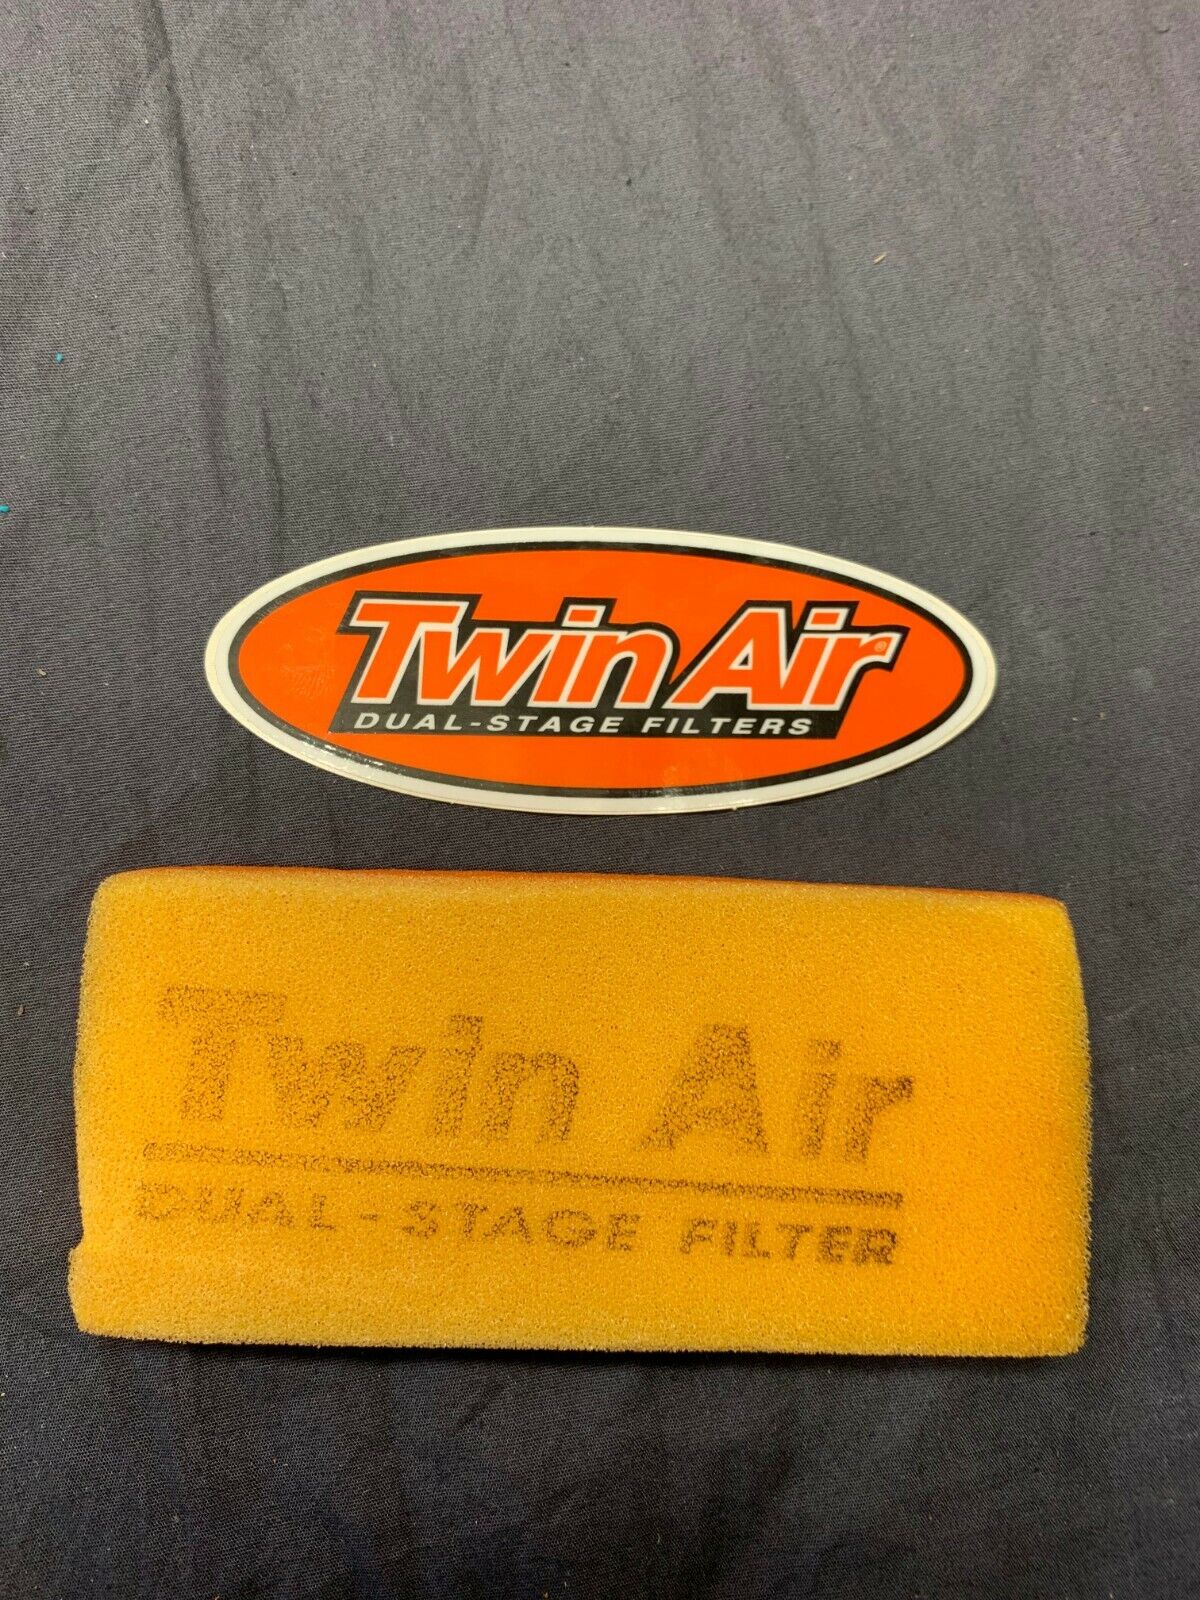 Twin Air®
DUAL-STAGE FILTERS
Twin Air
DUAL-STAGE FILTER